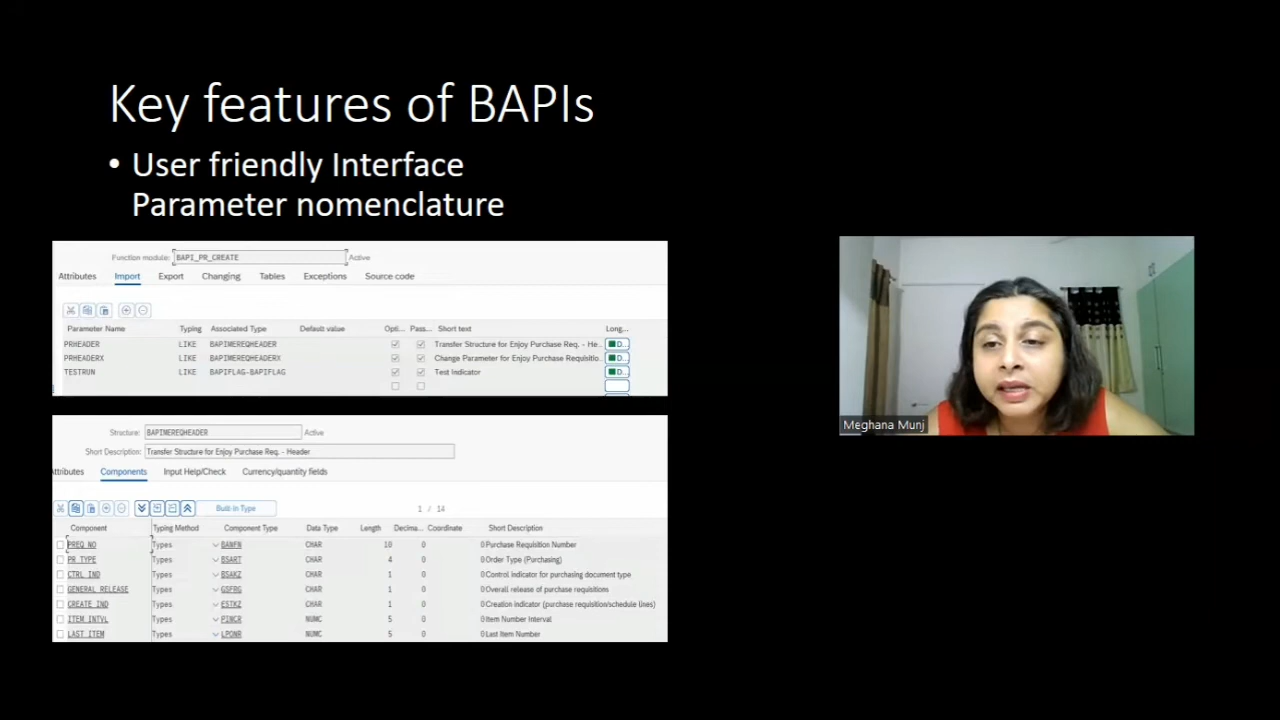 Key features of BAPIs
• User friendly Interface
Parameter nomenclature
Function module: BAPI_PR_CREATE Active
Attributes Import Export Changing Tables Exceptions Source code
Parameter Name Typing Associated Type Default value Opti... Pass... Short text Long...
PRHEADER LIKE BAPIMEREQHEADER Transfer Structure for Enjoy Purchase Req. - He.. D..
PRHEADERX LIKE BAPIMEREQHEADERX Change Parameter for Enjoy Purchase Requisitio.. D..
TESTRUN LIKE BAPIFLAG-BAPIFLAG Test Indicator D..
Structure: BAPIMEREQHEADER Active
Short Description: Transfer Structure for Enjoy Purchase Req. - Header
ttributes Components Input Help/Check Currency/quantity fields
Built-in Type 1 / 14
Component Typing Method Component Type Data Type Length Decima... Coordinate Short Description
PREQ_NO Types BANFN CHAR 10 0 0 Purchase Requisition Number
PR_TYPE Types BSART CHAR 4 0 0 Order Type (Purchasing)
CTRL_IND Types BSAKZ CHAR 1 0 0 Control indicator for purchasing document type
GENERAL_RELEASE Types GSFRG CHAR 1 0 0 Overall release of purchase requisitions
CREATE_IND Types ESTKZ CHAR 1 0 0 Creation indicator (purchase requisition/schedule lines)
ITEM_INTVL Types PINCR NUMC 5 0 0 Item Number Interval
LAST_ITEM Types LPONR NUMC 5 0 0 Last Item Number
Meghana Munj